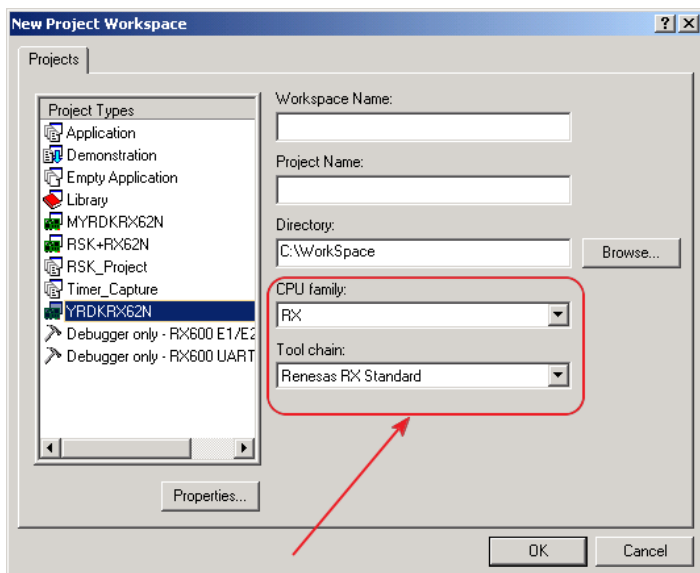 New Project Workspace
Projects
Project Types
Application
Demonstration
Empty Application
Library
MYRDKRX62N
RSK+RX62N
RSK_Project
Timer_Capture
YRDKRX62N
Debugger only - RX600 E1/E2
Debugger only - RX600 UART
Properties...
Workspace Name:
Project Name:
Directory:
C:\WorkSpace
Browse...
CPU family:
RX
Tool chain:
Renesas RX Standard
OK
Cancel